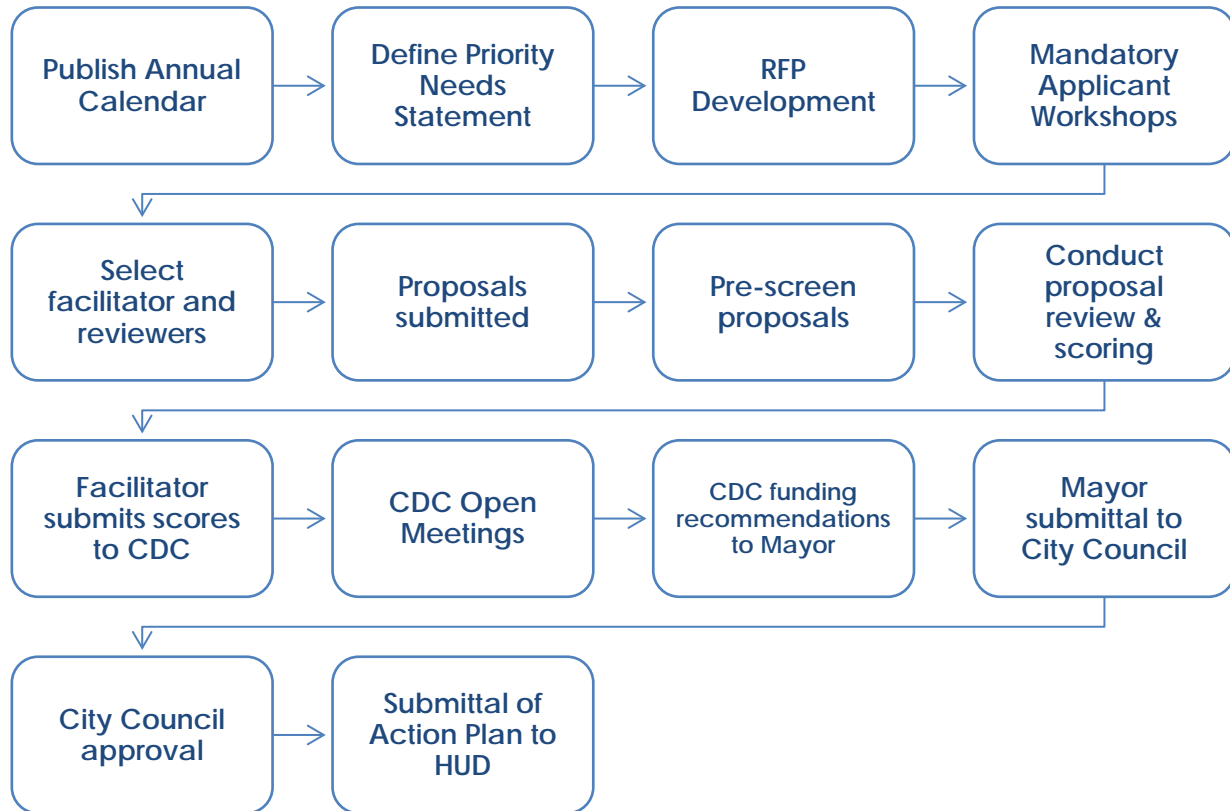 Publish Annual
Calendar
Define Priority
Needs
Statement
RFP
Development
Mandatory
Applicant
Workshops
Select
facilitator and
reviewers
Proposals
submitted
Pre-screen
proposals
Conduct
proposal
review &
scoring
Facilitator
submits scores
to CDC
CDC Open
Meetings
CDC funding
recommendations
to Mayor
Mayor
submittal to
City Council
City Council
approval
Submittal of
Action Plan to
HUD